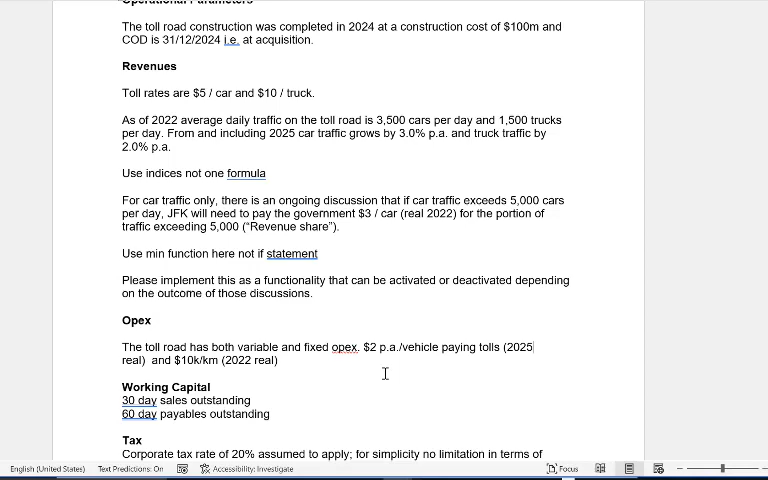 Operational Parameters
The toll road construction was completed in 2024 at a construction cost of $100m and
COD is 31/12/2024 i.e. at acquisition.
Revenues
Toll rates are $5 / car and $10 / truck.
As of 2022 average daily traffic on the toll road is 3,500 cars per day and 1,500 trucks
per day. From and including 2025 car traffic grows by 3.0% p.a. and truck traffic by
2.0% p.a.
Use indices not one formula
For car traffic only, there is an ongoing discussion that if car traffic exceeds 5,000 cars
per day, JFK will need to pay the government $3 / car (real 2022) for the portion of
traffic exceeding 5,000 (“Revenue share”).
Use min function here not if statement
Please implement this as a functionality that can be activated or deactivated depending
on the outcome of those discussions.
Opex
The toll road has both variable and fixed opex. $2 p.a./vehicle paying tolls (2025
real)  and $10k/km (2022 real)
Working Capital
30 day sales outstanding
60 day payables outstanding
Tax
Corporate tax rate of 20% assumed to apply; for simplicity no limitation in terms of
English (United States) Text Predictions: On Accessibility: Investigate Focus